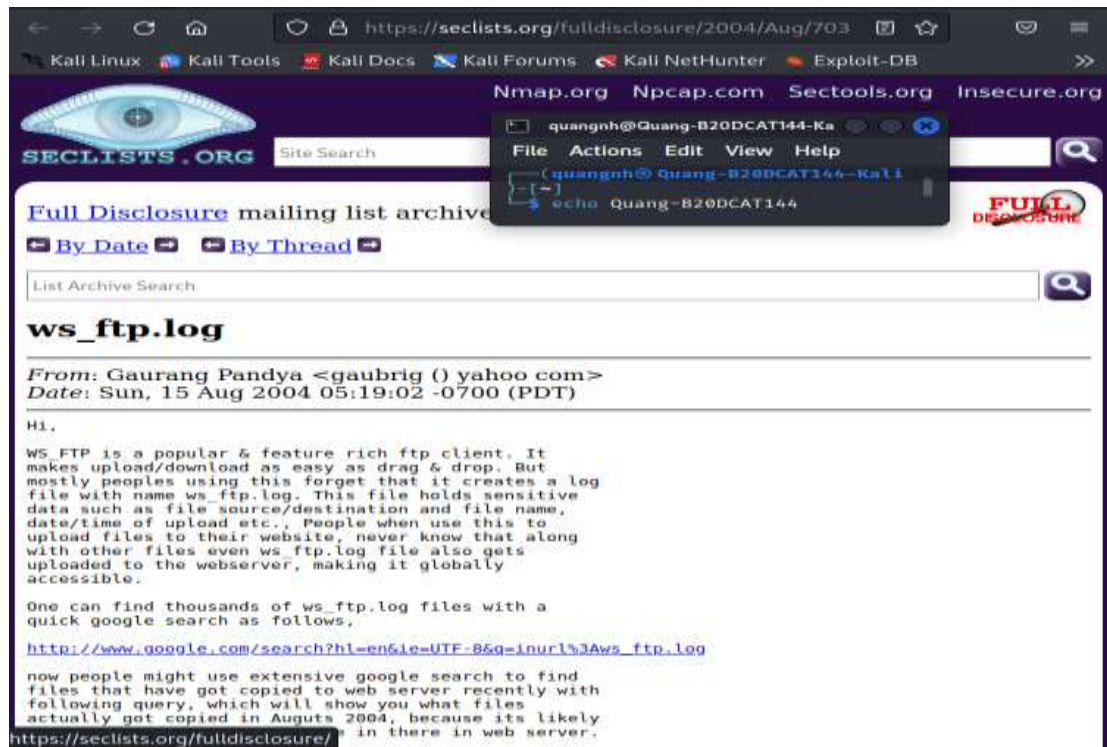 https://seclists.org/fulldisclosure/2004/Aug/703
Kali Linux Kali Tools Kali Docs Kali Forums Kali NetHunter Exploit-DB >>
Nmap.org Npcap.com Sectools.org Insecure.org
SECLISTS.ORG
Site Search
quangnh@Quang-B20DCAT144-Ka
File Actions Edit View Help
(quangnh㉿Quang-B20DCAT144-Kali
)-[~]
$ echo Quang-B20DCAT144
Full Disclosure mailing list archive
FULL
DISCLOSURE
By Date By Thread
List Archive Search
ws_ftp.log
From: Gaurang Pandya <gaubrig () yahoo com>
Date: Sun, 15 Aug 2004 05:19:02 -0700 (PDT)
Hi,
WS_FTP is a popular & feature rich ftp client. It
makes upload/download as easy as drag & drop. But
mostly peoples using this forget that it creates a log
file with name ws_ftp.log. This file holds sensitive
data such as file source/destination and file name,
date/time of upload etc., People when use this to
upload files to their website, never know that along
with other files even ws_ftp.log file also gets
uploaded to the webserver, making it globally
accessible.
One can find thousands of ws_ftp.log files with a
quick google search as follows,
http://www.google.com/search?hl=en&ie=UTF-8&q=inurl%3Aws_ftp.log
now people might use extensive google search to find
files that have got copied to web server recently with
following query, which will show you what files
actually got copied in Auguts 2004, because its likely
in there in web server.
https://seclists.org/fulldisclosure/